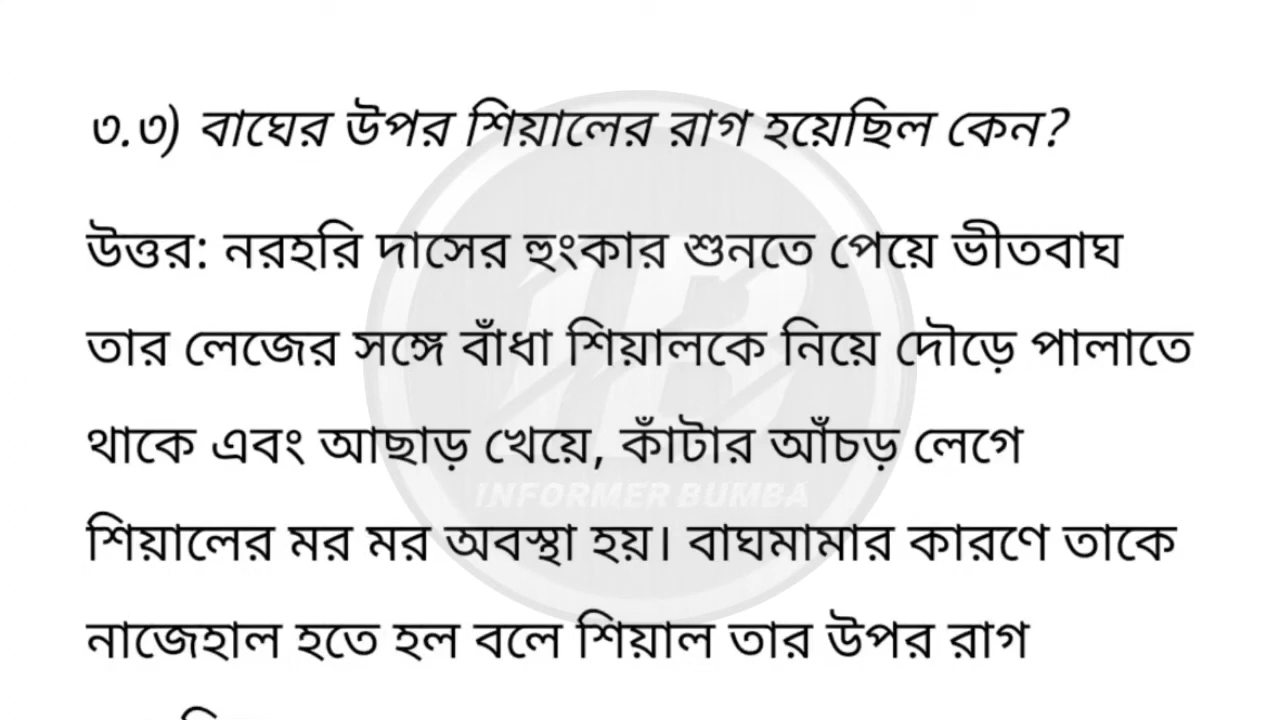 ৩.৩) বাঘের উপর শিয়ালের রাগ হয়েছিল কেন?
উত্তর: নরহরি দাসের হুংকার শুনতে পেয়ে ভীতবাঘ
তার লেজের সঙ্গে বাঁধা শিয়ালকে নিয়ে দৌড়ে পালাতে
থাকে এবং আছাড় খেয়ে, কাঁটার আঁচড় লেগে
INFORMER BUMBA
শিয়ালের মর মর অবস্থা হয়। বাঘমামার কারণে তাকে
নাজেহাল হতে হল বলে শিয়াল তার উপর রাগ